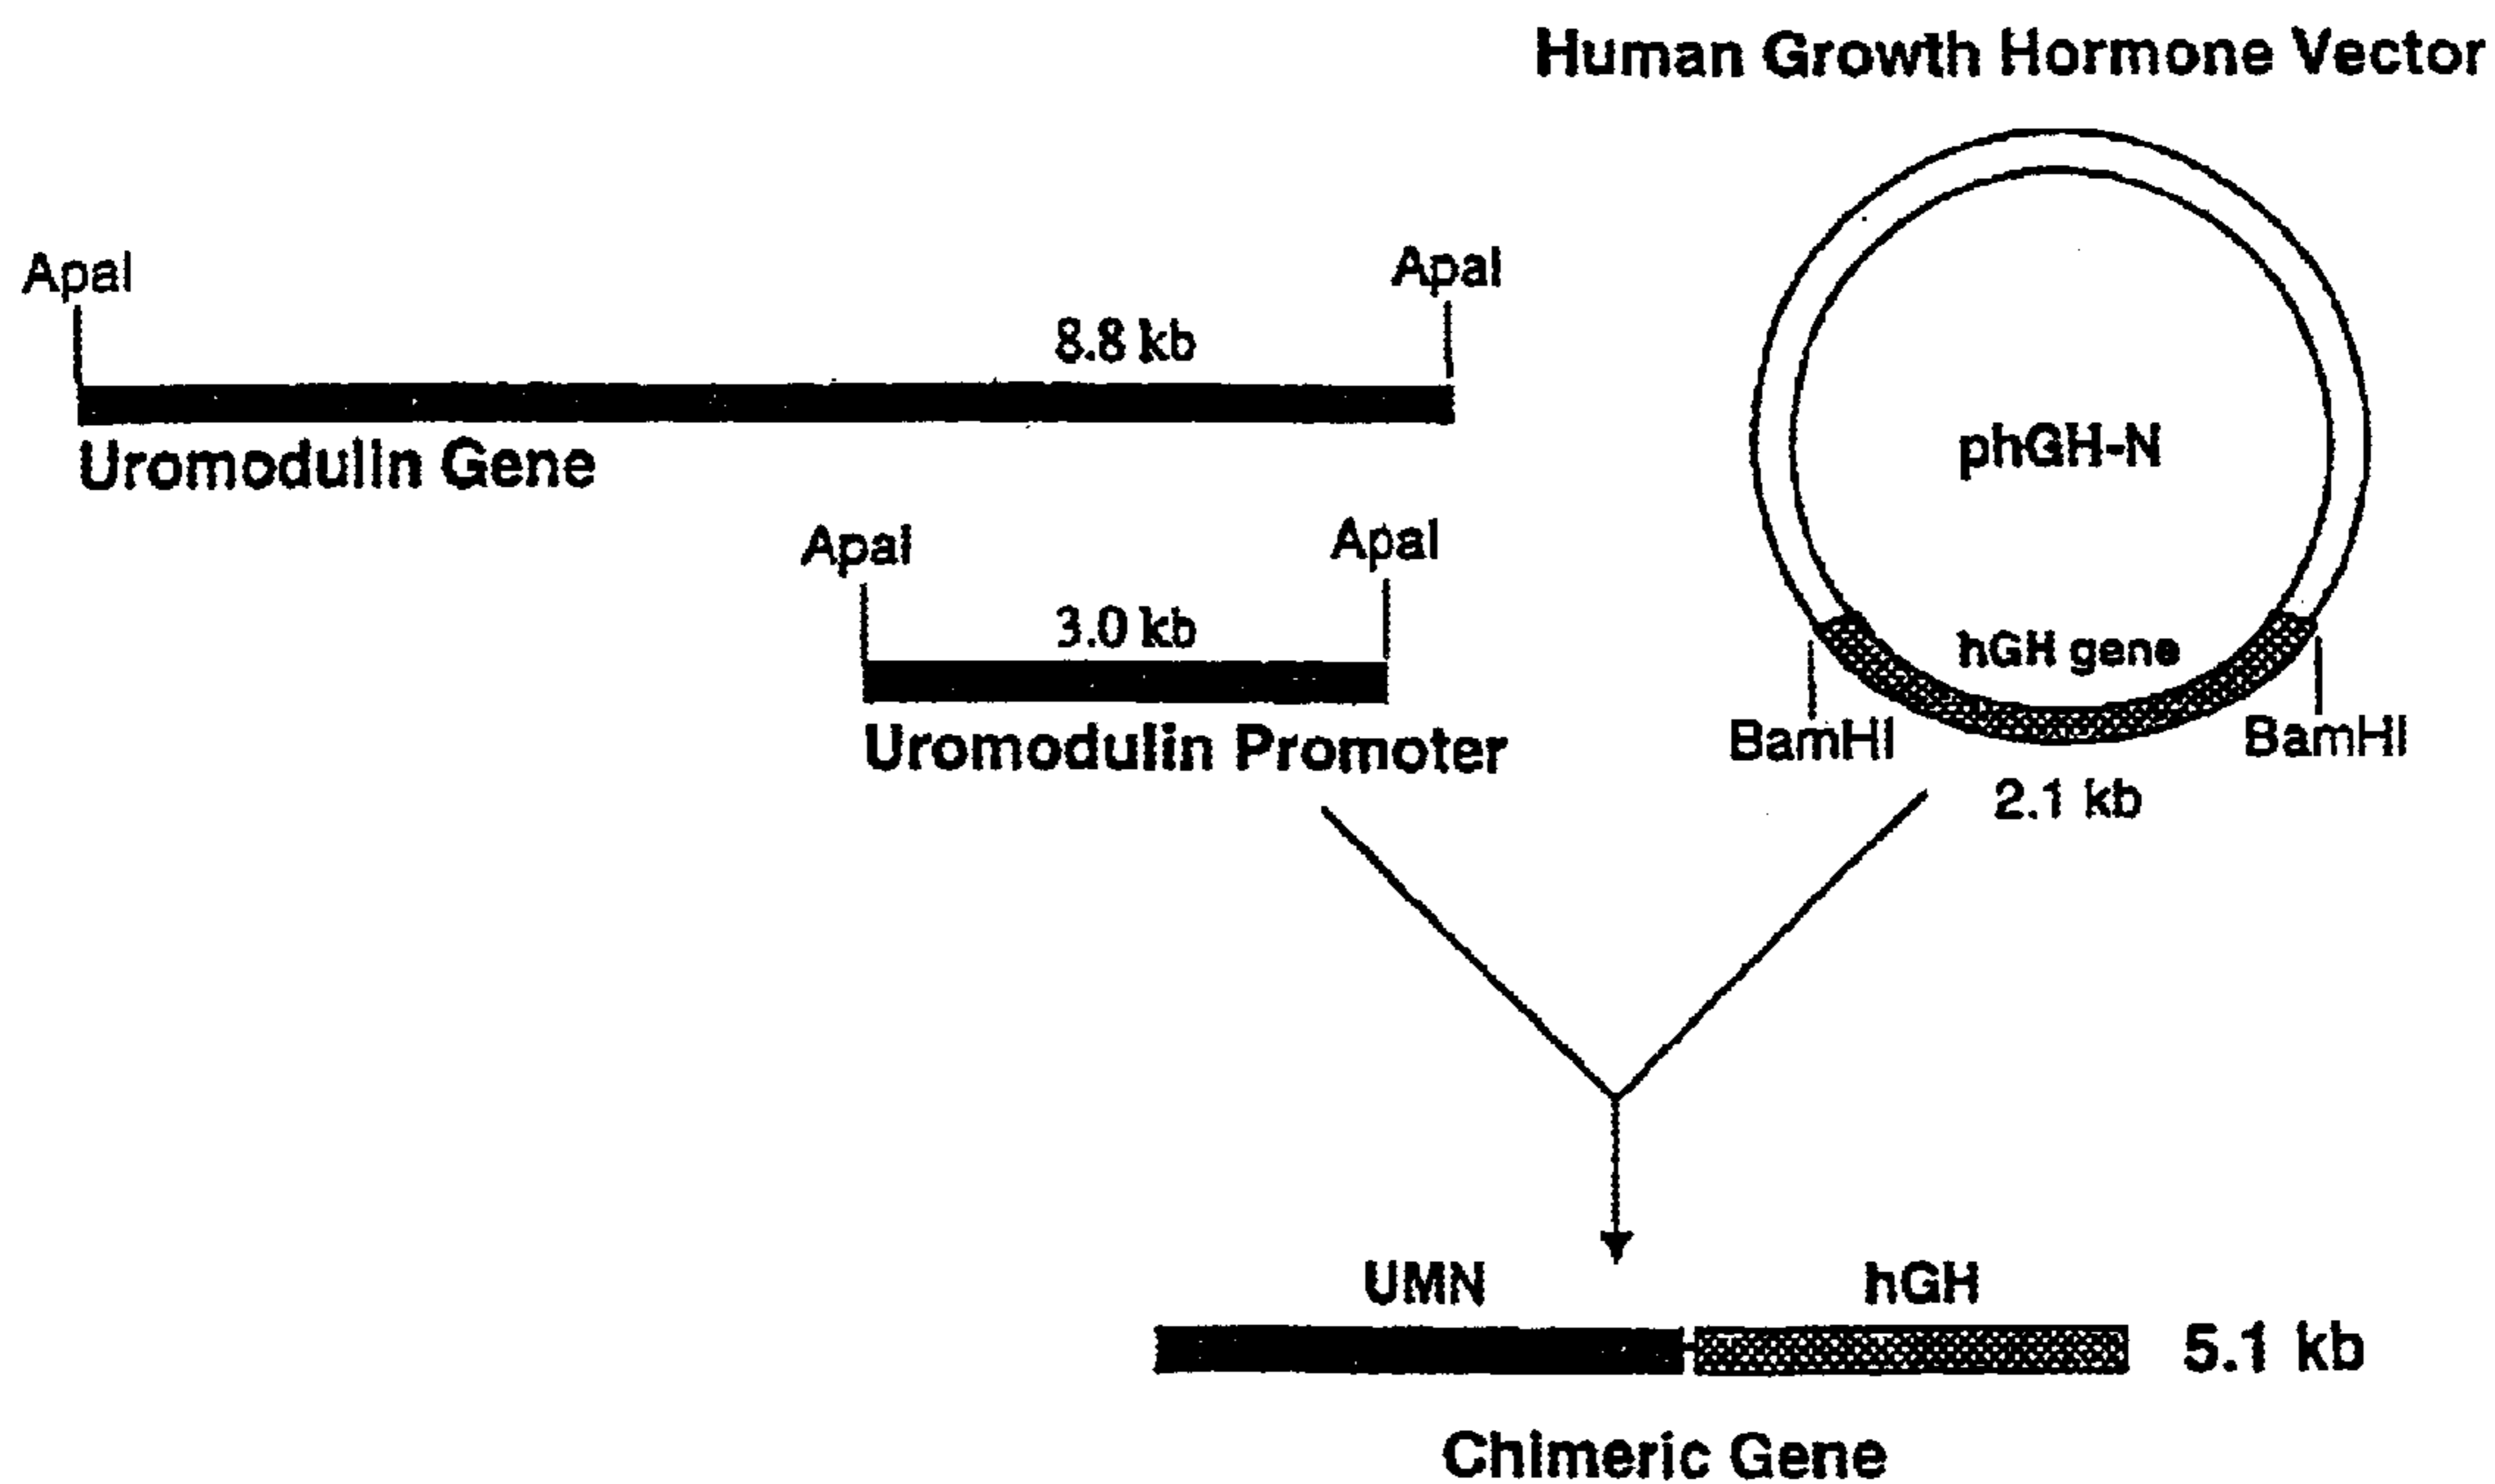 Human Growth Hormone Vector
ApaI
ApaI
8.8 kb
Uromodulin Gene
phGH-N
ApaI
ApaI
3.0 kb
Uromodulin Promoter
hGH gene
BamHI
BamHI
2.1 kb
UMN
hGH
5.1 kb
Chimeric Gene